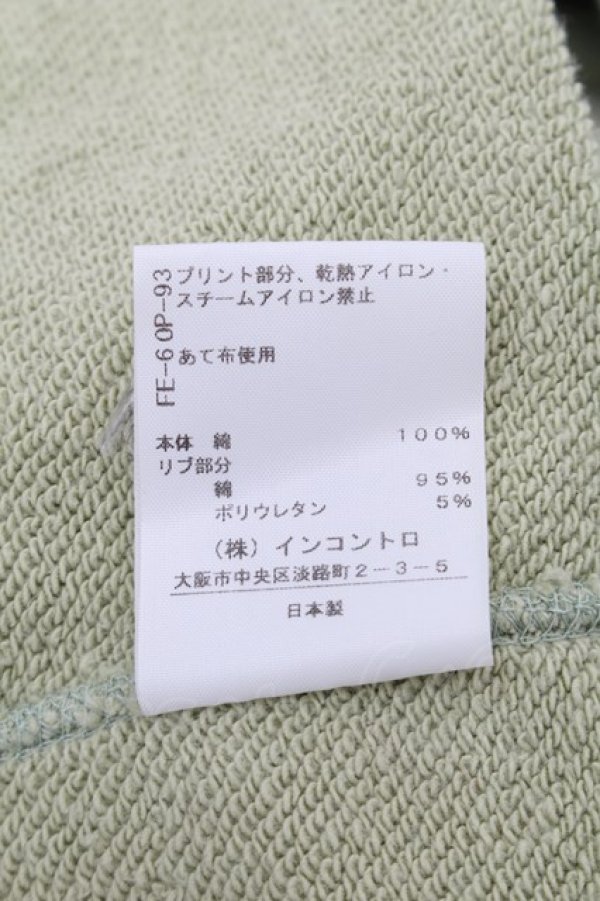 FE-6 OP-93
プリント部分、乾熱アイロン・
スチームアイロン禁止
あて布使用
本体 綿 100%
リブ部分
綿 95%
ポリウレタン 5%
(株) インコントロ
大阪市中央区淡路町2-3-5
日本製